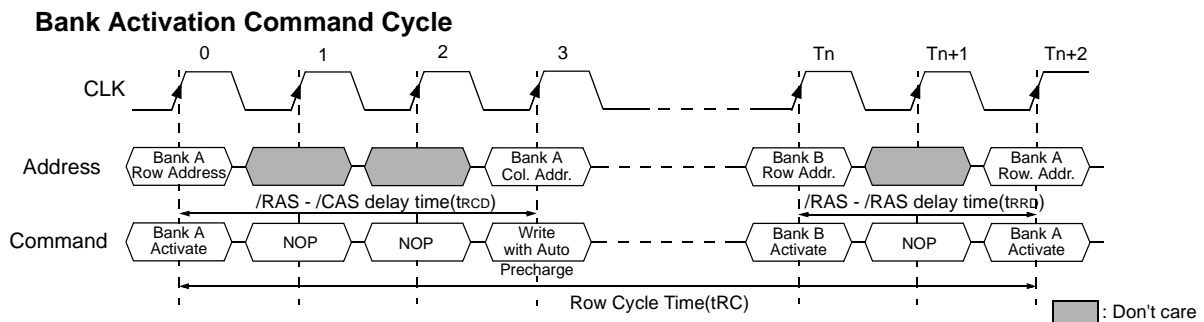 Bank Activation Command Cycle
0 1 2 3 Tn Tn+1 Tn+2
CLK
Address
Bank A
Row Address
Bank A
Col. Addr.
Bank B
Row Addr.
Bank A
Row. Addr.
/RAS - /CAS delay time(tRCD)
/RAS - /RAS delay time(tRRD)
Command
Bank A
Activate
NOP
NOP
Write
with Auto
Precharge
Bank B
Activate
NOP
Bank A
Activate
Row Cycle Time(tRC)
: Don't care